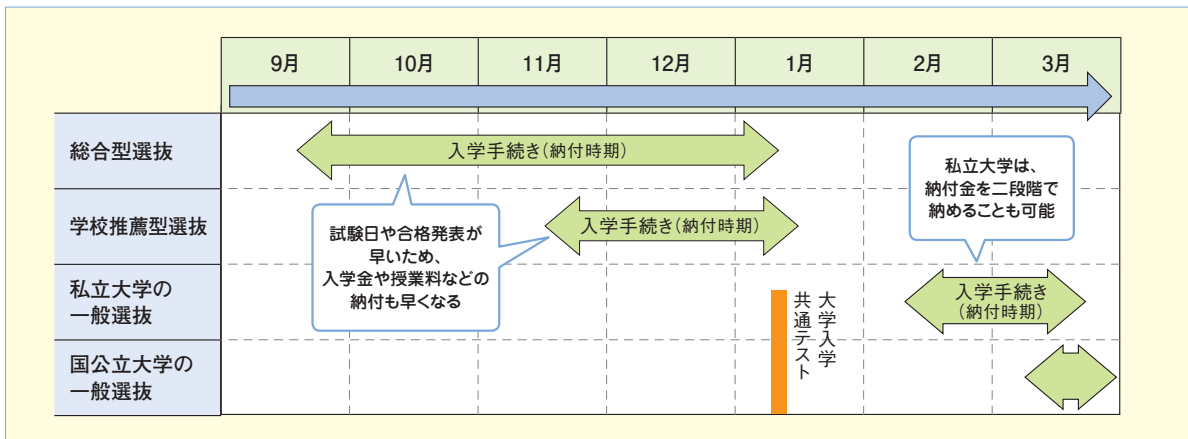 9月
10月
11月
12月
1月
2月
3月
総合型選抜
入学手続き(納付時期)
私立大学は、
納付金を二段階で
納めることも可能
学校推薦型選抜
試験日や合格発表が
早いため、
入学金や授業料などの
納付も早くなる
入学手続き(納付時期)
私立大学の
一般選抜
大学入学
共通テスト
入学手続き
(納付時期)
国公立大学の
一般選抜